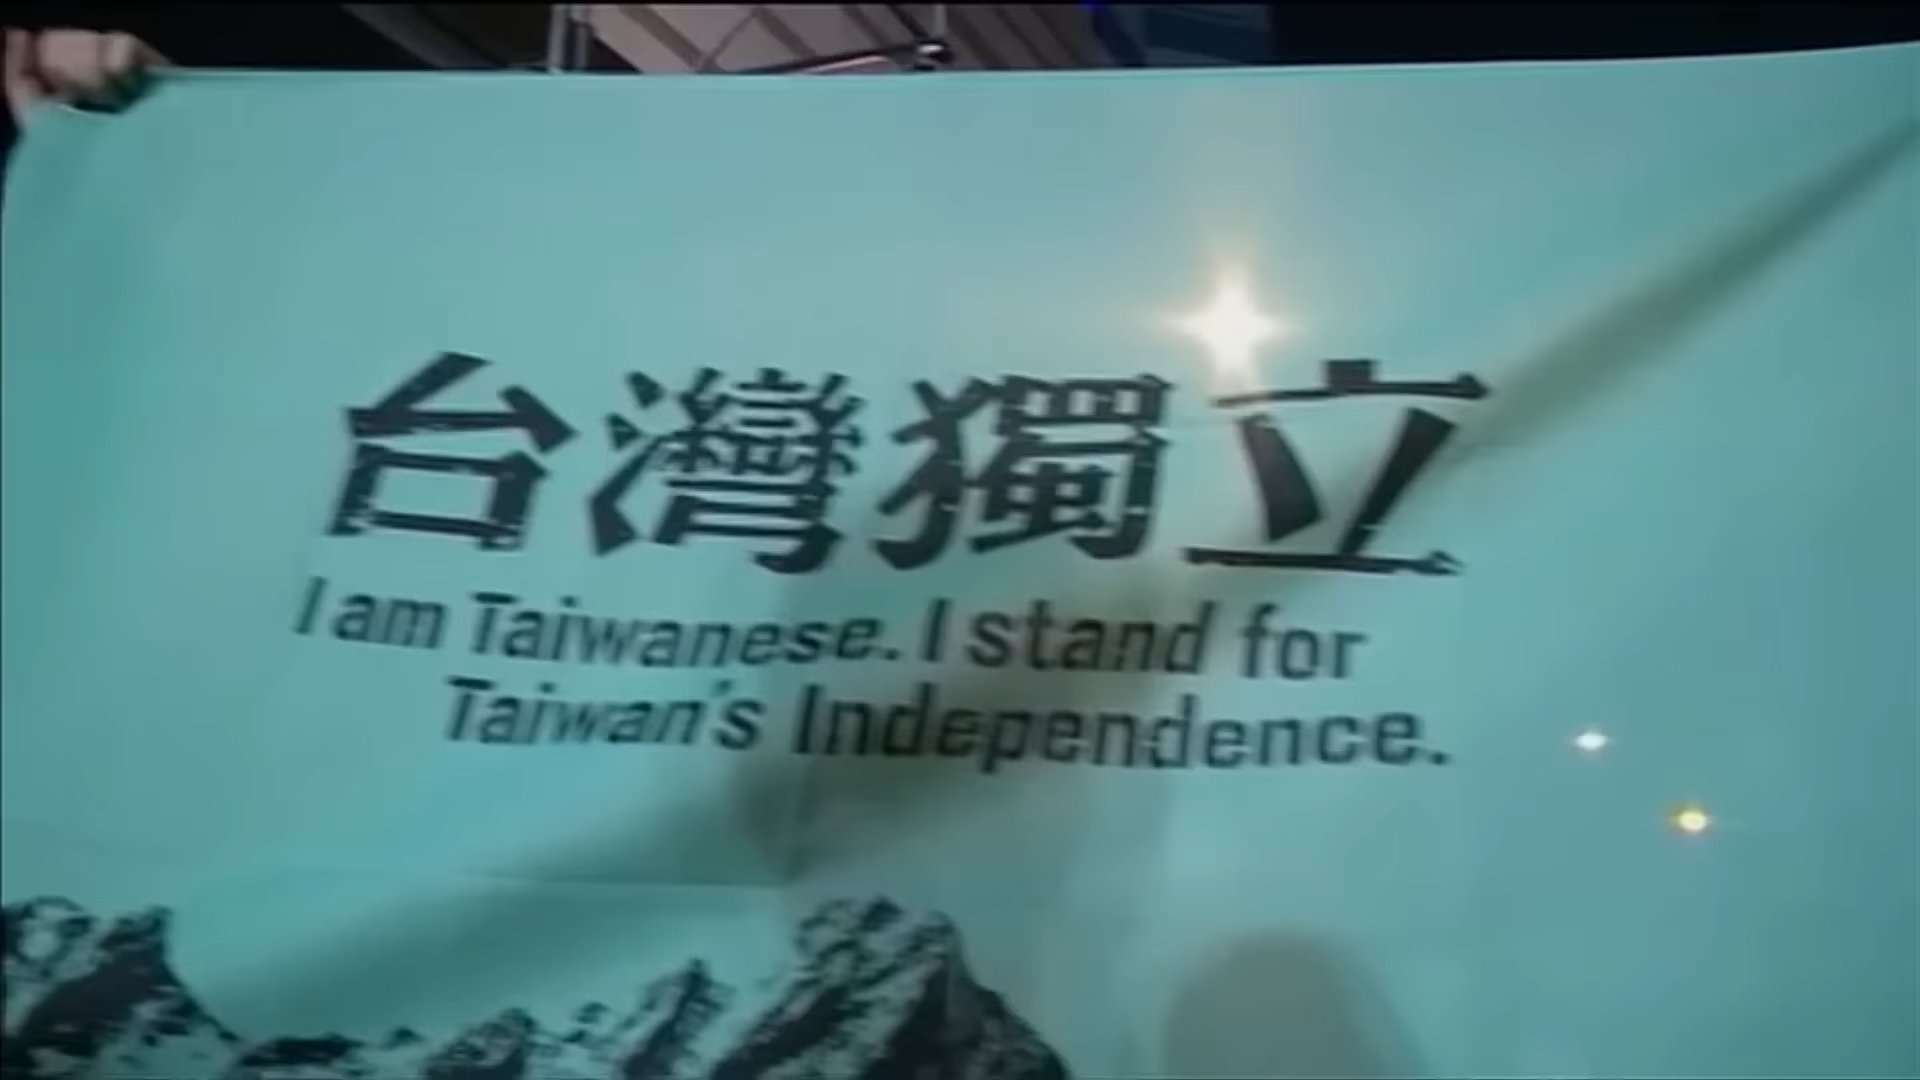 台灣獨立
I am Taiwanese. I stand for
Taiwan's Independence.